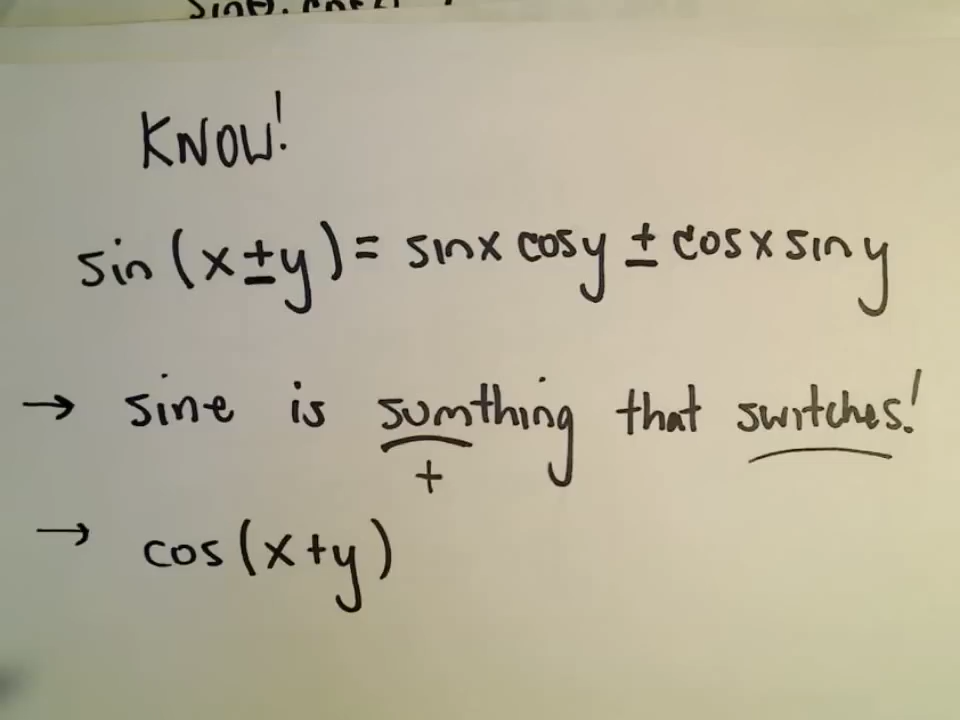 KNOW!
sin(x±y)= sinx cosy ± cosx siny
→ sine is sumthing that switches!
+
→ cos(x+y)